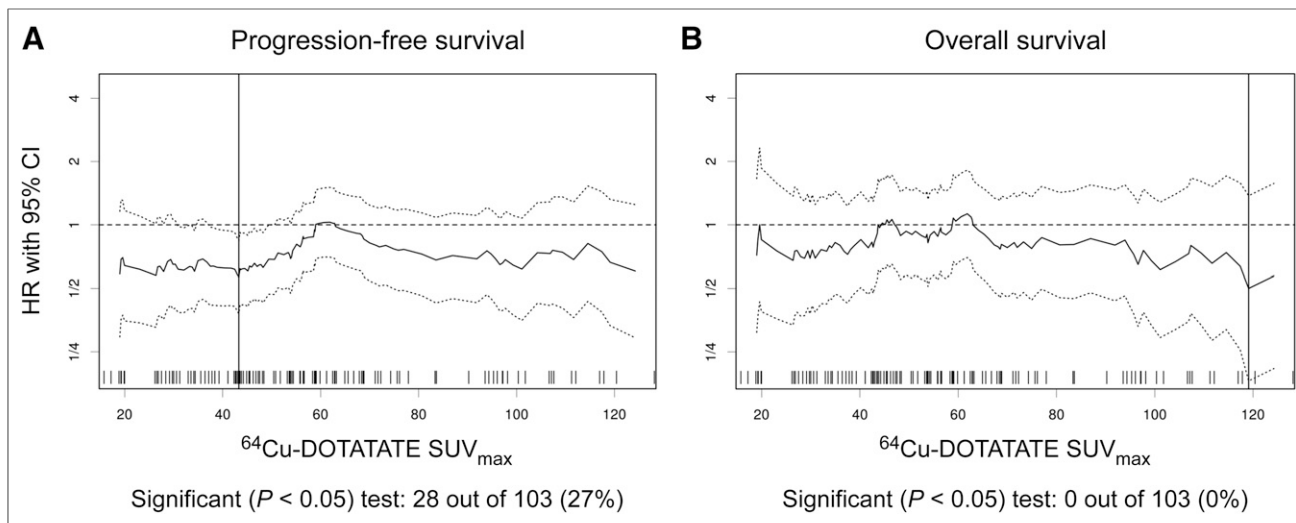 A Progression-free survival
HR with 95% CI
4
2
1
1/2
1/4
20 40 60 80 100 120
⁶⁴Cu-DOTATATE SUVmax
Significant (P < 0.05) test: 28 out of 103 (27%)
B Overall survival
4
2
1
1/2
1/4
20 40 60 80 100 120
⁶⁴Cu-DOTATATE SUVmax
Significant (P < 0.05) test: 0 out of 103 (0%)